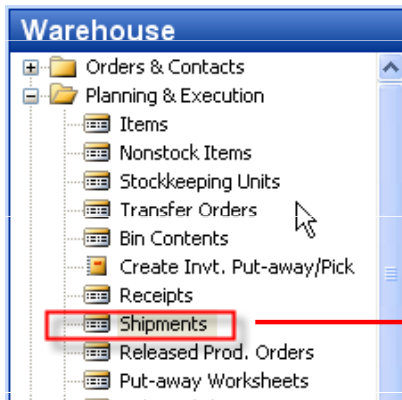 Warehouse
Orders & Contacts
Planning & Execution
Items
Nonstock Items
Stockkeeping Units
Transfer Orders
Bin Contents
Create Invt. Put-away/Pick
Receipts
Shipments
Released Prod. Orders
Put-away Worksheets